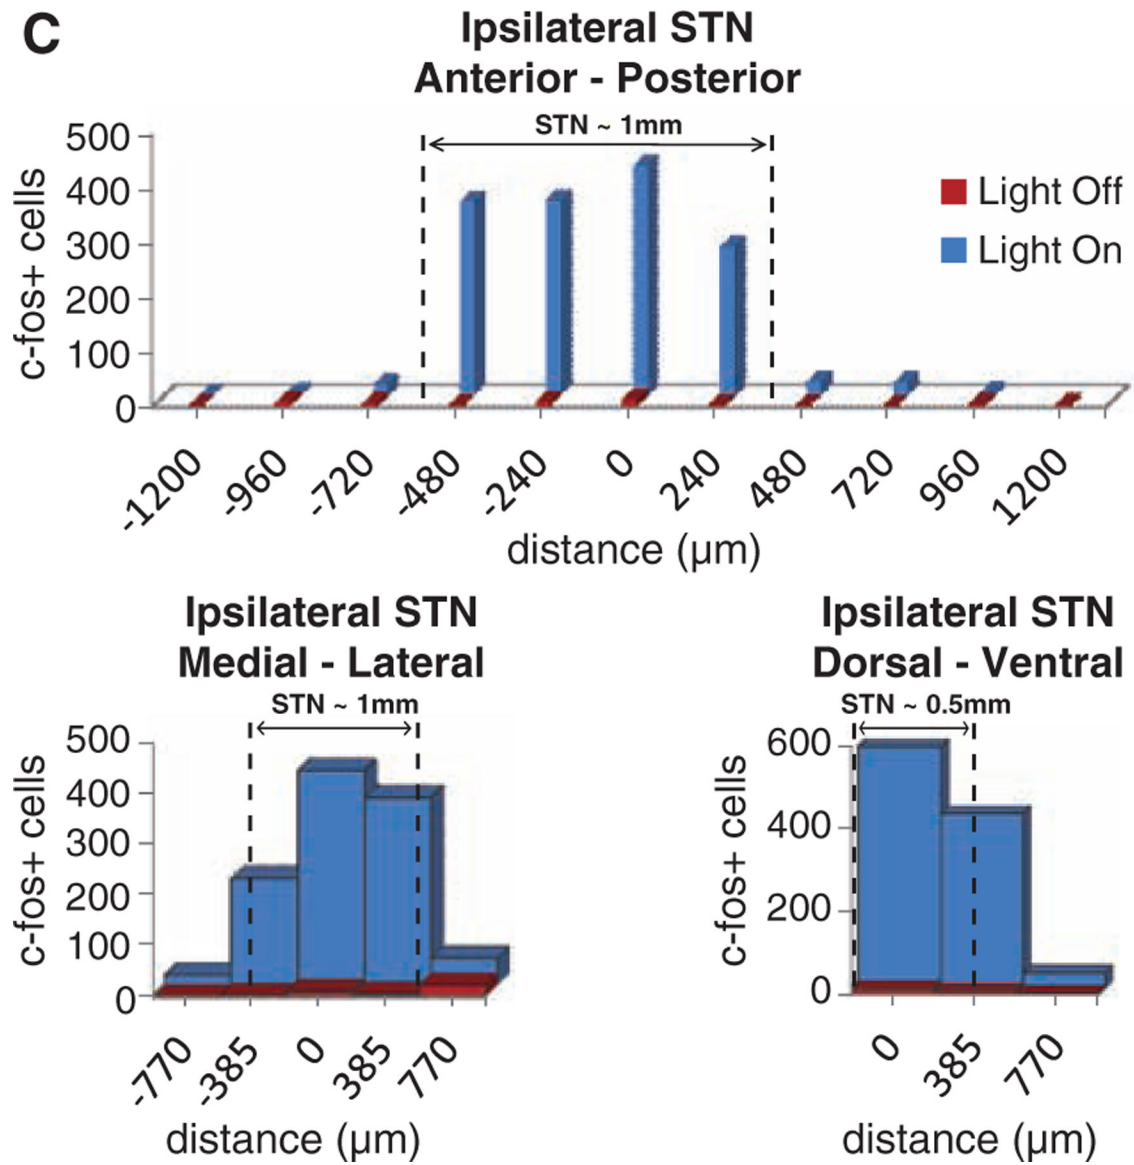 C
Ipsilateral STN
Anterior - Posterior
STN ~ 1mm
500
400
300
200
100
0
c-fos+ cells
Light Off
Light On
-1200
-960
-720
-480
-240
0
240
480
720
960
1200
distance (µm)
Ipsilateral STN
Medial - Lateral
STN ~ 1mm
500
400
300
200
100
0
c-fos+ cells
-770
-385
0
385
770
distance (µm)
Ipsilateral STN
Dorsal - Ventral
STN ~ 0.5mm
600
400
200
0
c-fos+ cells
0
385
770
distance (µm)